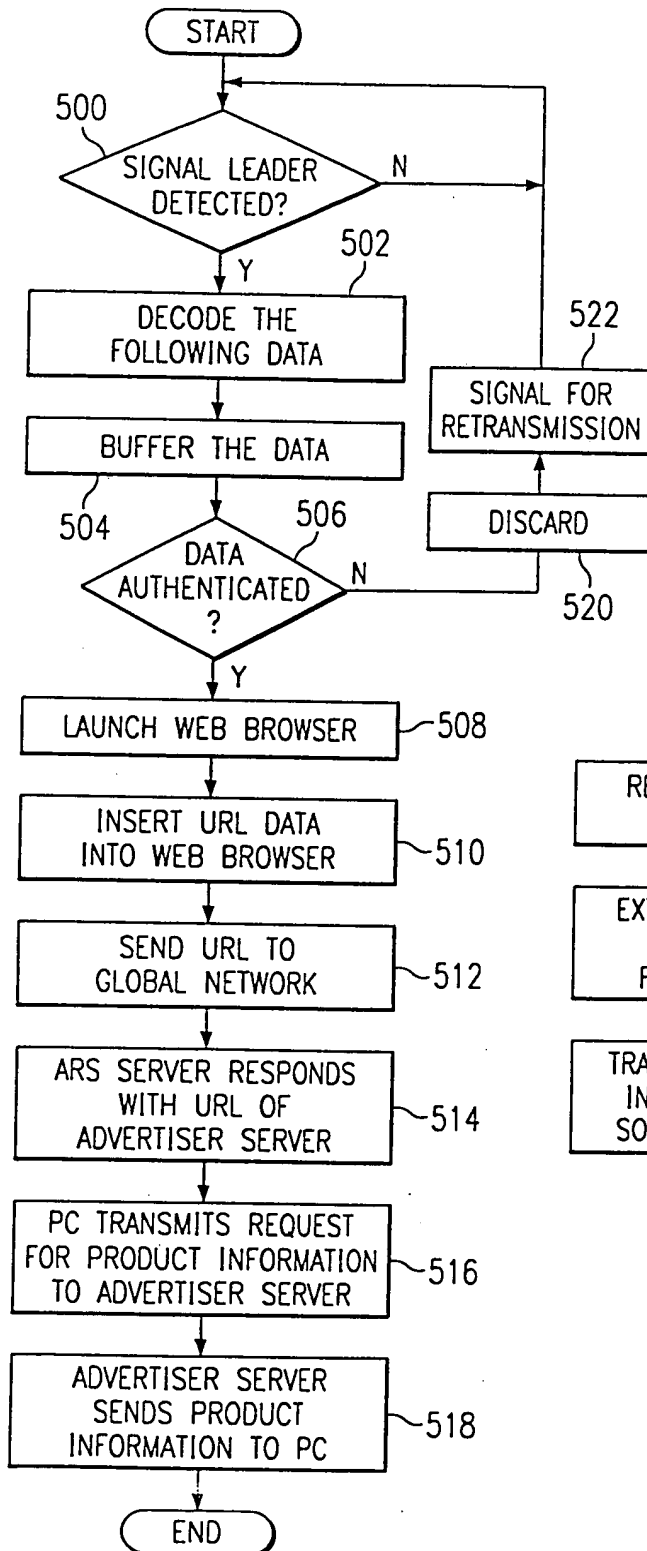 START
500
SIGNAL LEADER
DETECTED?
N
Y
502
DECODE THE
FOLLOWING DATA
522
SIGNAL FOR
RETRANSMISSION
BUFFER THE DATA
504
506
DISCARD
520
DATA
AUTHENTICATED
?
N
Y
LAUNCH WEB BROWSER
508
INSERT URL DATA
INTO WEB BROWSER
510
SEND URL TO
GLOBAL NETWORK
512
ARS SERVER RESPONDS
WITH URL OF
ADVERTISER SERVER
514
PC TRANSMITS REQUEST
FOR PRODUCT INFORMATION
TO ADVERTISER SERVER
516
ADVERTISER SERVER
SENDS PRODUCT
INFORMATION TO PC
518
END